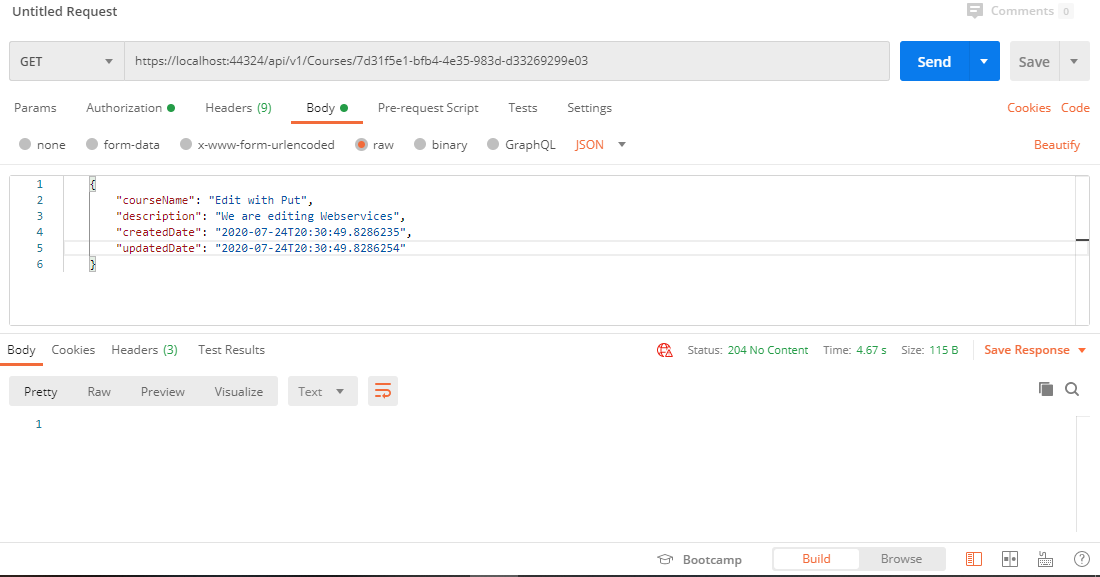 Untitled Request
Comments 0
GET https://localhost:44324/api/v1/Courses/7d31f5e1-bfb4-4e35-983d-d33269299e03 Send Save
Params Authorization Headers (9) Body Pre-request Script Tests Settings Cookies Code
none form-data x-www-form-urlencoded raw binary GraphQL JSON Beautify
1 {
2 "courseName": "Edit with Put",
3 "description": "We are editing Webservices",
4 "createdDate": "2020-07-24T20:30:49.8286235",
5 "updatedDate": "2020-07-24T20:30:49.8286254"
6 }
Body Cookies Headers (3) Test Results Status: 204 No Content Time: 4.67 s Size: 115 B Save Response
Pretty Raw Preview Visualize Text
1
Bootcamp Build Browse ?